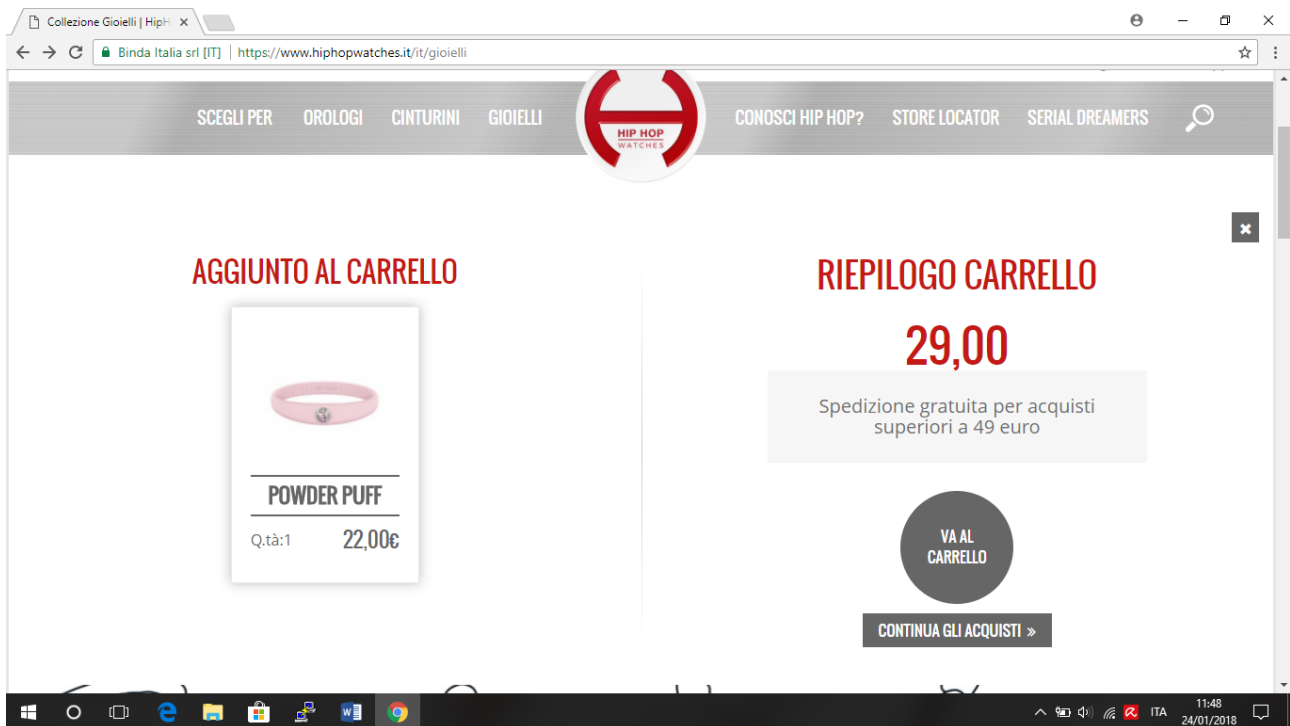 Collezione Gioielli | HipH
Binda Italia srl [IT] | https://www.hiphopwatches.it/it/gioielli
SCEGLI PER OROLOGI CINTURINI GIOIELLI
HIP HOP
WATCHES
CONOSCI HIP HOP? STORE LOCATOR SERIAL DREAMERS
AGGIUNTO AL CARRELLO
POWDER PUFF
Q.tà:1 22,00€
RIEPILOGO CARRELLO
29,00
Spedizione gratuita per acquisti
superiori a 49 euro
VA AL
CARRELLO
CONTINUA GLI ACQUISTI »
ITA
11:48
24/01/2018